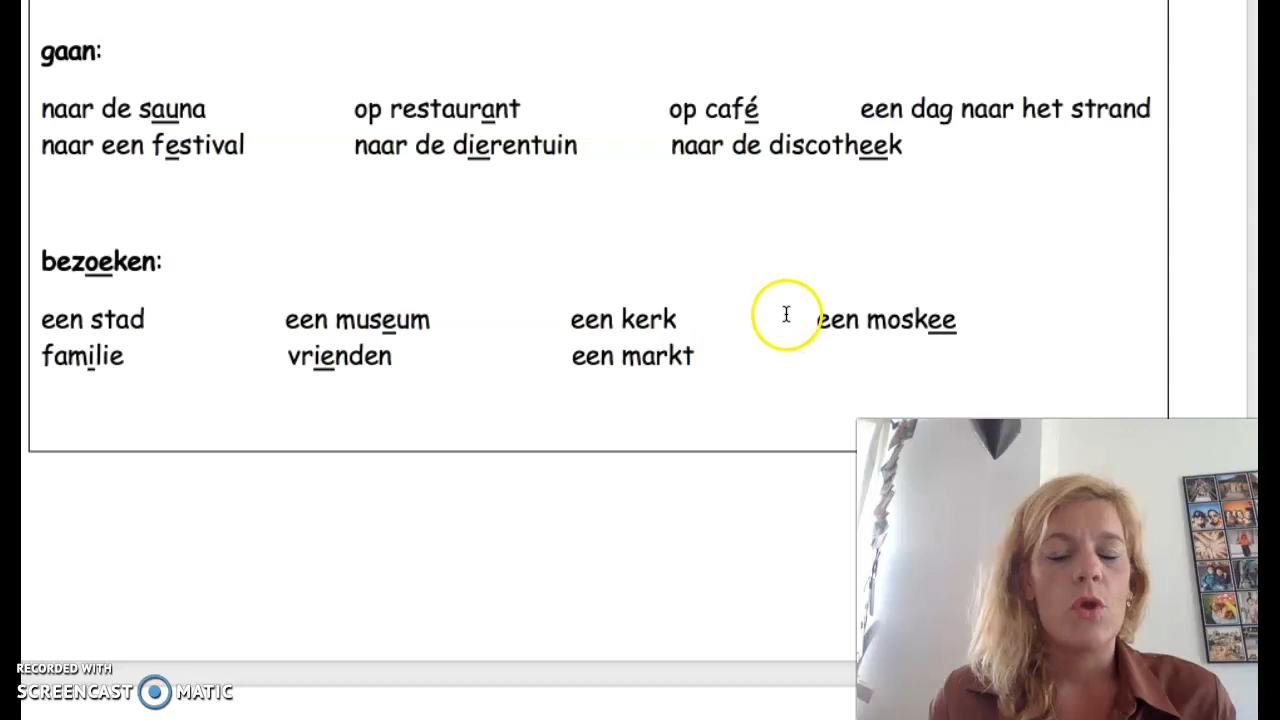 gaan:
naar de sauna op restaurant op café een dag naar het strand
naar een festival naar de dierentuin naar de discotheek
bezoeken:
een stad een museum een kerk een moskee
familie vrienden een markt
RECORDED WITH
SCREENCAST MATIC